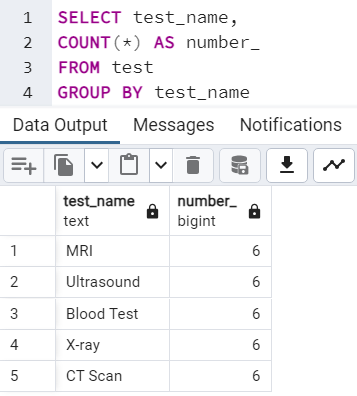 1 SELECT test_name,
2 COUNT(*) AS number_
3 FROM test
4 GROUP BY test_name
Data Output Messages Notifications
test_name number_
text bigint
1 MRI 6
2 Ultrasound 6
3 Blood Test 6
4 X-ray 6
5 CT Scan 6